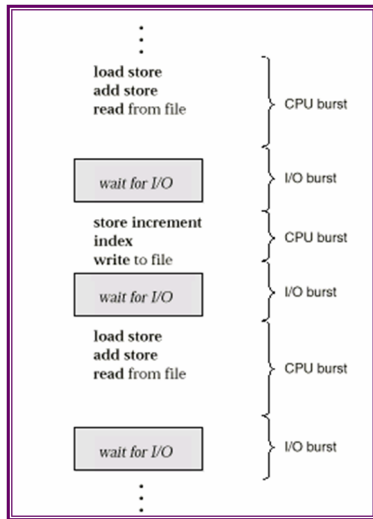 load store
add store
read from file
CPU burst
wait for I/O
I/O burst
store increment
index
write to file
CPU burst
wait for I/O
I/O burst
load store
add store
read from file
CPU burst
wait for I/O
I/O burst